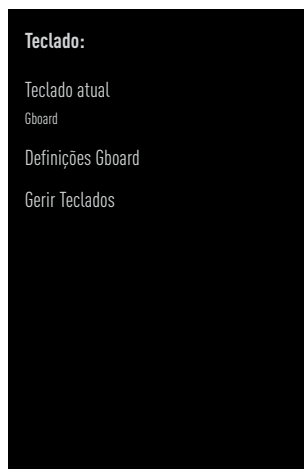 Teclado:
Teclado atual
Gboard
Definições Gboard
Gerir Teclados